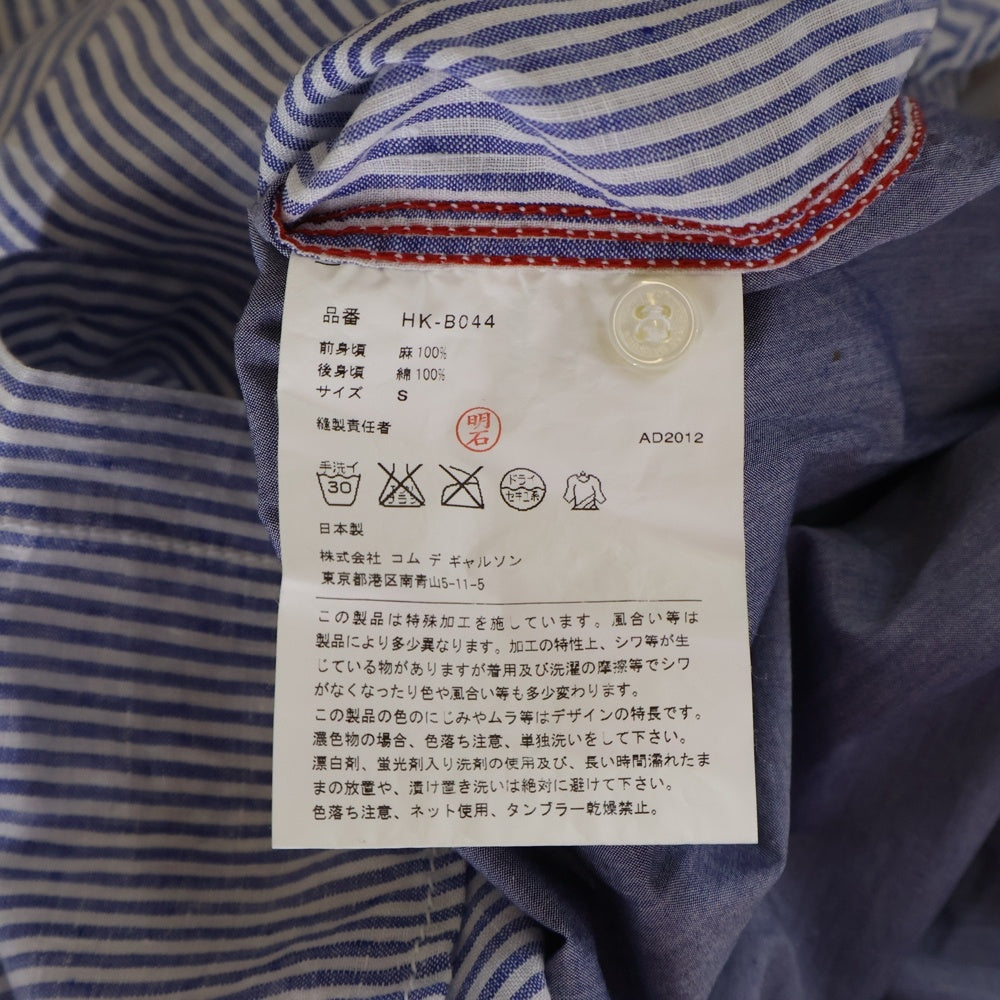 品番 HK-B044
前身頃 麻100%
後身頃 綿100%
サイズ S
縫製責任者 明石 AD2012
手洗イ 30 ドライ セキユ系
日本製
株式会社 コム デ ギャルソン
東京都港区南青山5-11-5
この製品は特殊加工を施しています。風合い等は
製品により多少異なります。加工の特性上、シワ等が生
じている物がありますが着用及び洗濯の摩擦等でシワ
がなくなったり色や風合い等も多少変わります。
この製品の色のにじみやムラ等はデザインの特長です。
濃色物の場合、色落ち注意、単独洗いをして下さい。
漂白剤、蛍光剤入り洗剤の使用及び、長い時間濡れたま
まの放置や、漬け置き洗いは絶対に避けて下さい。
色落ち注意、ネット使用、タンブラー乾燥禁止。